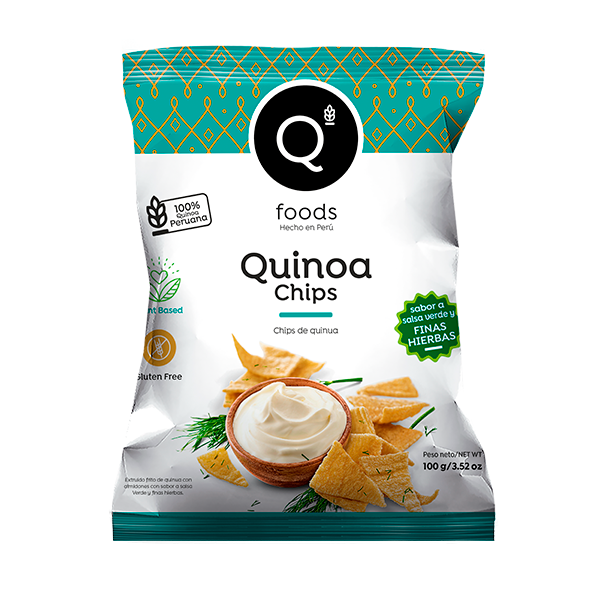 Q
foods
Hecho en Perú
100%
Quinoa
Peruana
Quinoa
Chips
Chips de quinua
nt Based
Gluten Free
sabor a
salsa verde y
FINAS
HIERBAS
Peso neto/NET WT
100 g/3.52 oz
Extruido frito de quinua con
almidones con sabor a salsa
Verde y finas hierbas.